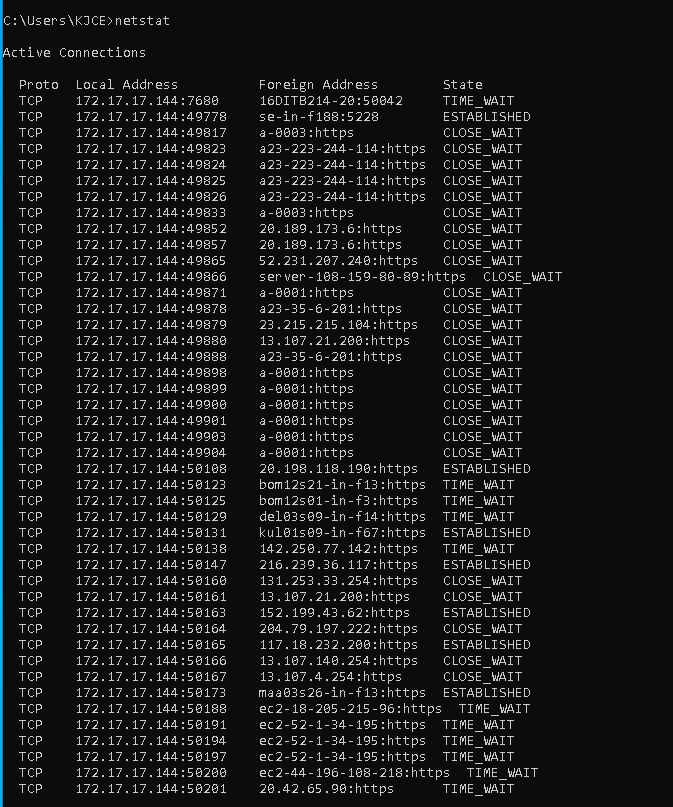 C:\Users\KJCE>netstat
Active Connections
Proto Local Address Foreign Address State
TCP 172.17.17.144:7680 16DITB214-20:50042 TIME_WAIT
TCP 172.17.17.144:49778 se-in-f188:5228 ESTABLISHED
TCP 172.17.17.144:49817 a-0003:https CLOSE_WAIT
TCP 172.17.17.144:49823 a23-223-244-114:https CLOSE_WAIT
TCP 172.17.17.144:49824 a23-223-244-114:https CLOSE_WAIT
TCP 172.17.17.144:49825 a23-223-244-114:https CLOSE_WAIT
TCP 172.17.17.144:49826 a23-223-244-114:https CLOSE_WAIT
TCP 172.17.17.144:49833 a-0003:https CLOSE_WAIT
TCP 172.17.17.144:49852 20.189.173.6:https CLOSE_WAIT
TCP 172.17.17.144:49857 20.189.173.6:https CLOSE_WAIT
TCP 172.17.17.144:49865 52.231.207.240:https CLOSE_WAIT
TCP 172.17.17.144:49866 server-108-159-80-89:https CLOSE_WAIT
TCP 172.17.17.144:49871 a-0001:https CLOSE_WAIT
TCP 172.17.17.144:49878 a23-35-6-201:https CLOSE_WAIT
TCP 172.17.17.144:49879 23.215.215.104:https CLOSE_WAIT
TCP 172.17.17.144:49880 13.107.21.200:https CLOSE_WAIT
TCP 172.17.17.144:49888 a23-35-6-201:https CLOSE_WAIT
TCP 172.17.17.144:49898 a-0001:https CLOSE_WAIT
TCP 172.17.17.144:49899 a-0001:https CLOSE_WAIT
TCP 172.17.17.144:49900 a-0001:https CLOSE_WAIT
TCP 172.17.17.144:49901 a-0001:https CLOSE_WAIT
TCP 172.17.17.144:49903 a-0001:https CLOSE_WAIT
TCP 172.17.17.144:49904 a-0001:https CLOSE_WAIT
TCP 172.17.17.144:50108 20.198.118.190:https ESTABLISHED
TCP 172.17.17.144:50123 bom12s21-in-f13:https TIME_WAIT
TCP 172.17.17.144:50125 bom12s01-in-f3:https TIME_WAIT
TCP 172.17.17.144:50129 del03s09-in-f14:https TIME_WAIT
TCP 172.17.17.144:50131 kul01s09-in-f67:https ESTABLISHED
TCP 172.17.17.144:50138 142.250.77.142:https TIME_WAIT
TCP 172.17.17.144:50147 216.239.36.117:https ESTABLISHED
TCP 172.17.17.144:50160 131.253.33.254:https CLOSE_WAIT
TCP 172.17.17.144:50161 13.107.21.200:https CLOSE_WAIT
TCP 172.17.17.144:50163 152.199.43.62:https ESTABLISHED
TCP 172.17.17.144:50164 204.79.197.222:https CLOSE_WAIT
TCP 172.17.17.144:50165 117.18.232.200:https ESTABLISHED
TCP 172.17.17.144:50166 13.107.140.254:https CLOSE_WAIT
TCP 172.17.17.144:50167 13.107.4.254:https CLOSE_WAIT
TCP 172.17.17.144:50173 maa03s26-in-f13:https ESTABLISHED
TCP 172.17.17.144:50188 ec2-18-205-215-96:https TIME_WAIT
TCP 172.17.17.144:50191 ec2-52-1-34-195:https TIME_WAIT
TCP 172.17.17.144:50194 ec2-52-1-34-195:https TIME_WAIT
TCP 172.17.17.144:50197 ec2-52-1-34-195:https TIME_WAIT
TCP 172.17.17.144:50200 ec2-44-196-108-218:https TIME_WAIT
TCP 172.17.17.144:50201 20.42.65.90:https TIME_WAIT